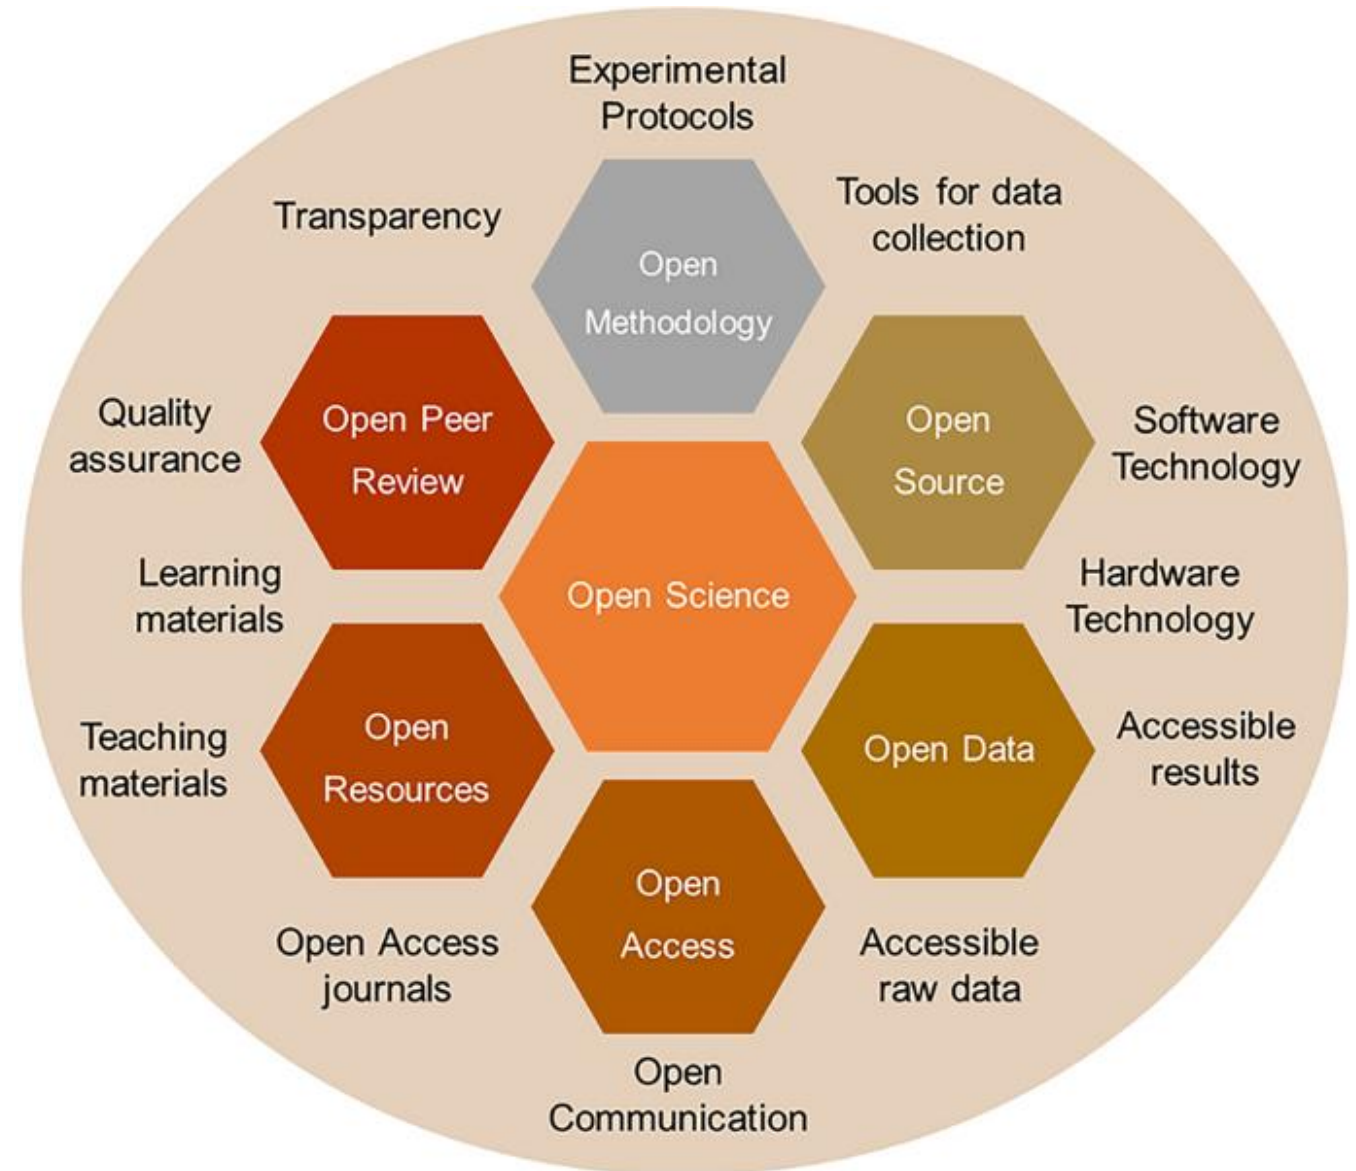 Experimental
Protocols
Transparency
Tools for data
collection
Open
Methodology
Quality
assurance
Open Peer
Review
Open
Source
Software
Technology
Learning
materials
Open Science
Hardware
Technology
Teaching
materials
Open
Resources
Open Data
Accessible
results
Open Access
journals
Open
Access
Accessible
raw data
Open
Communication